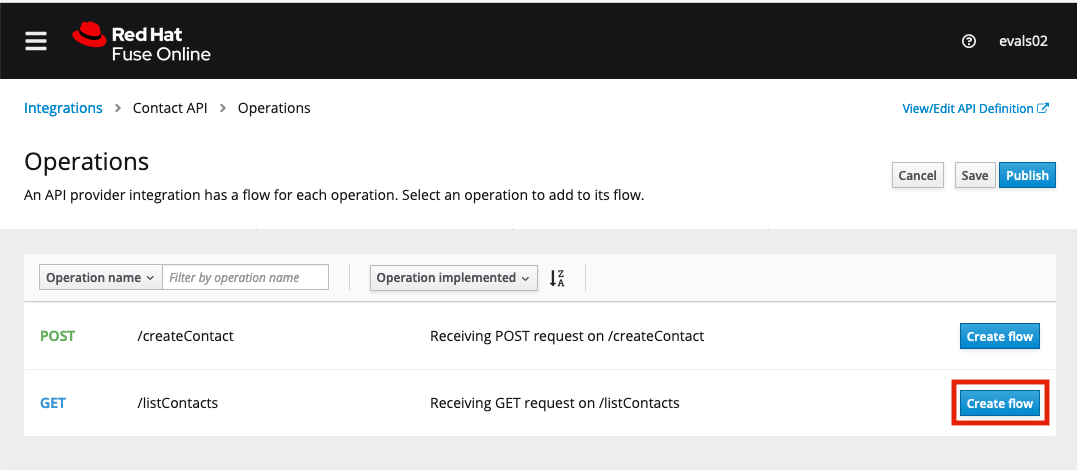 Red Hat
Fuse Online
evals02
Integrations > Contact API > Operations
View/Edit API Definition
Operations
An API provider integration has a flow for each operation. Select an operation to add to its flow.
Cancel Save Publish
Operation name Filter by operation name Operation implemented
POST /createContact Receiving POST request on /createContact Create flow
GET /listContacts Receiving GET request on /listContacts Create flow